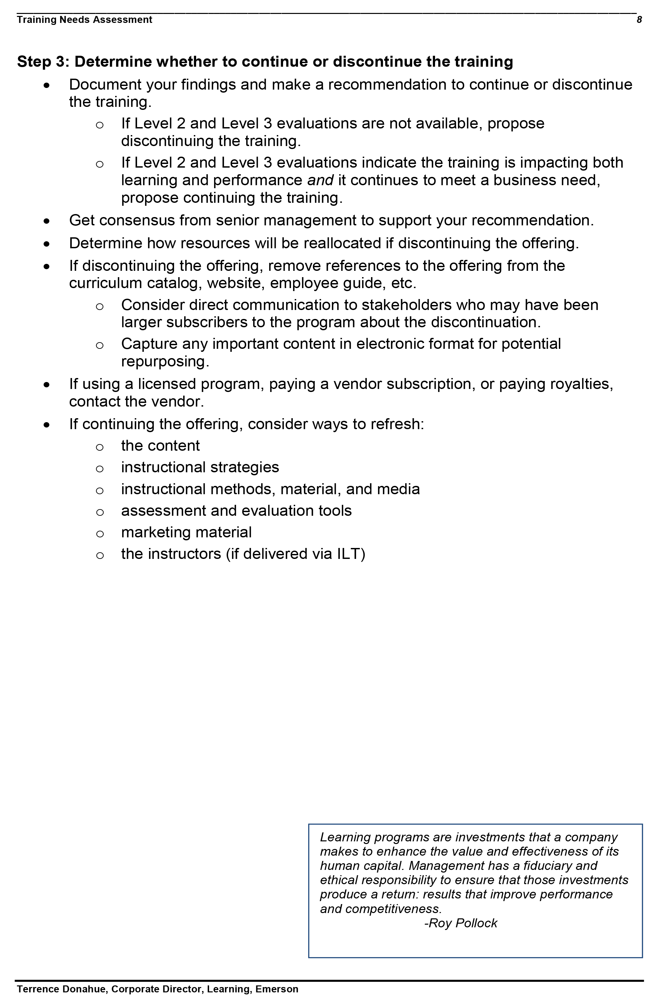 Training Needs Assessment 8
Step 3: Determine whether to continue or discontinue the training
• Document your findings and make a recommendation to continue or discontinue
the training.
o If Level 2 and Level 3 evaluations are not available, propose
discontinuing the training.
o If Level 2 and Level 3 evaluations indicate the training is impacting both
learning and performance and it continues to meet a business need,
propose continuing the training.
• Get consensus from senior management to support your recommendation.
• Determine how resources will be reallocated if discontinuing the offering.
• If discontinuing the offering, remove references to the offering from the
curriculum catalog, website, employee guide, etc.
o Consider direct communication to stakeholders who may have been
larger subscribers to the program about the discontinuation.
o Capture any important content in electronic format for potential
repurposing.
• If using a licensed program, paying a vendor subscription, or paying royalties,
contact the vendor.
• If continuing the offering, consider ways to refresh:
o the content
o instructional strategies
o instructional methods, material, and media
o assessment and evaluation tools
o marketing material
o the instructors (if delivered via ILT)
Learning programs are investments that a company
makes to enhance the value and effectiveness of its
human capital. Management has a fiduciary and
ethical responsibility to ensure that those investments
produce a return: results that improve performance
and competitiveness.
-Roy Pollock
Terrence Donahue, Corporate Director, Learning, Emerson